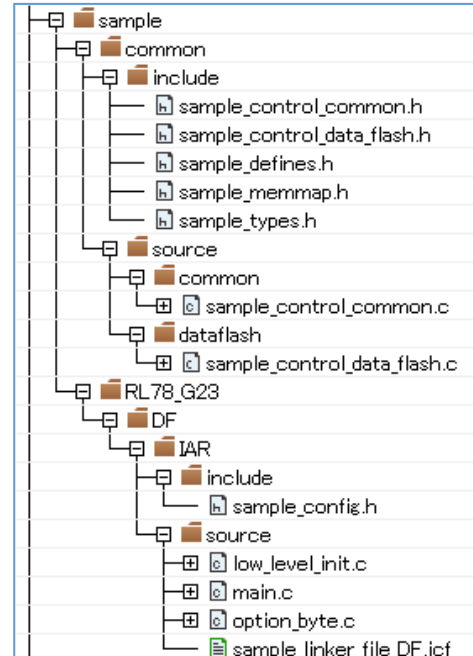 sample
common
include
sample_control_common.h
sample_control_data_flash.h
sample_defines.h
sample_memmap.h
sample_types.h
source
common
sample_control_common.c
dataflash
sample_control_data_flash.c
RL78_G23
DF
IAR
include
sample_config.h
source
low_level_init.c
main.c
option_byte.c
sample_linker_file_DF.icf